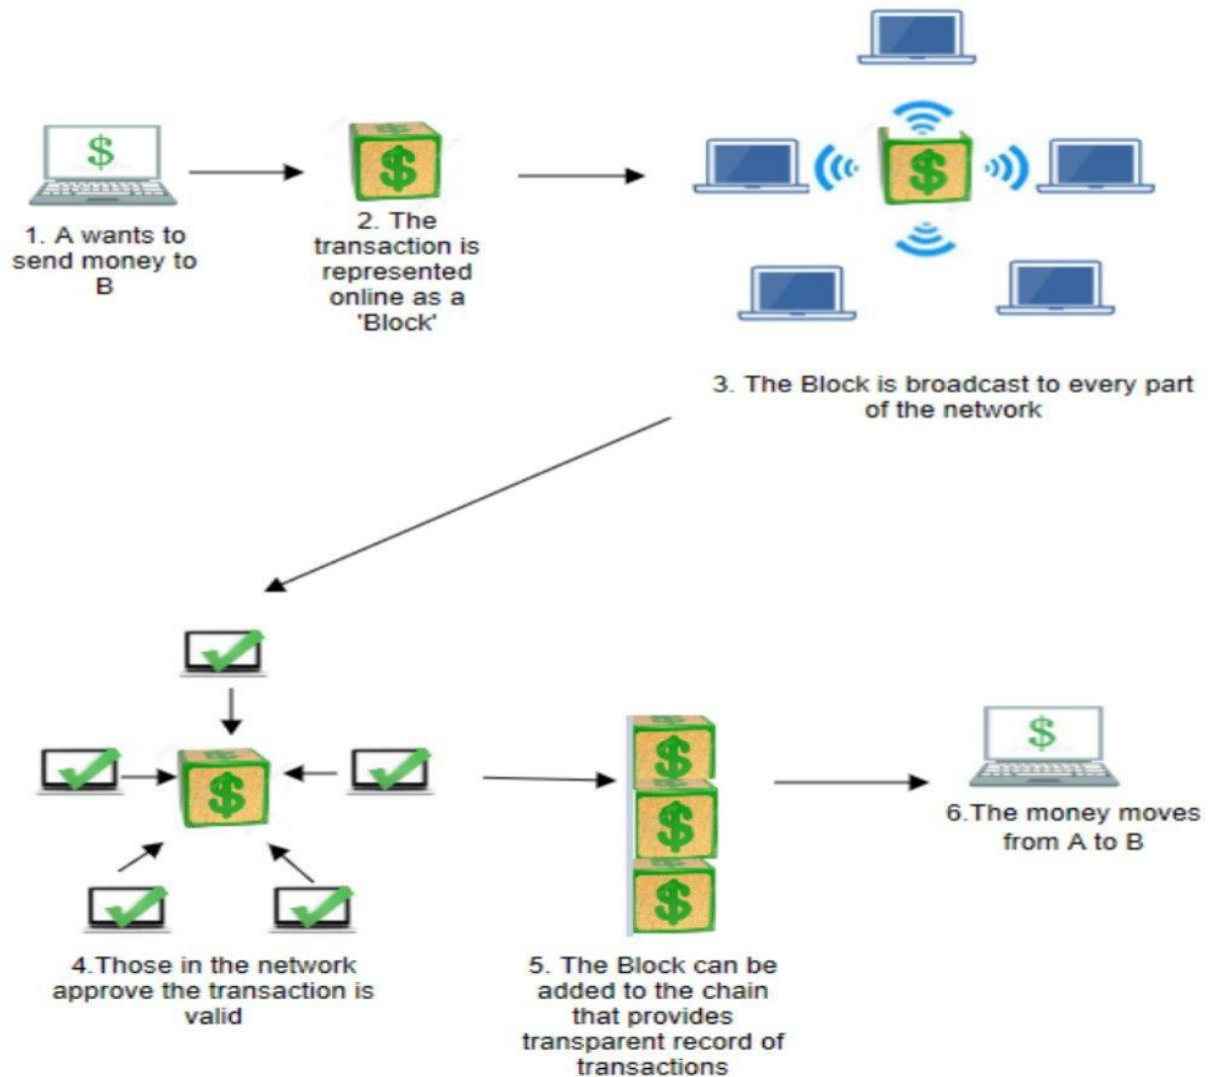 $
$
$
1. A wants to
send money to
B
2. The
transaction is
represented
online as a
'Block'
3. The Block is broadcast to every part
of the network
$
$
$
$
$
4.Those in the network
approve the transaction is
valid
5. The Block can be
added to the chain
that provides
transparent record of
transactions
6.The money moves
from A to B